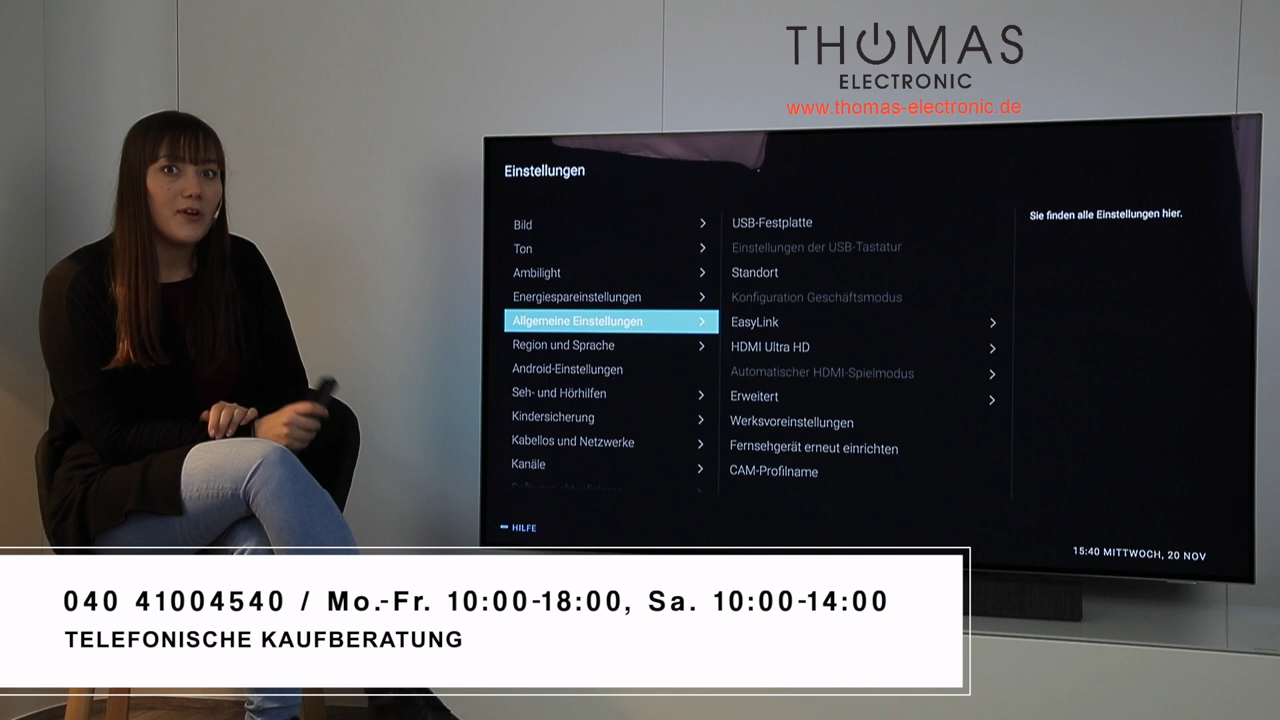 THOMAS
ELECTRONIC
www.thomas-electronic.de
Einstellungen
Bild
Ton
Ambilight
Energiespareinstellungen
Allgemeine Einstellungen
Region und Sprache
Android-Einstellungen
Seh- und Hörhilfen
Kindersicherung
Kabellos und Netzwerke
Kanäle
USB-Festplatte
Einstellungen der USB-Tastatur
Standort
Konfiguration Geschäftsmodus
EasyLink
HDMI Ultra HD
Automatischer HDMI-Spielmodus
Erweitert
Werksvoreinstellungen
Fernsehgerät erneut einrichten
CAM-Profilname
Sie finden alle Einstellungen hier.
HILFE
15:40 MITTWOCH, 20 NOV
040 41004540 / Mo.-Fr. 10:00-18:00, Sa. 10:00-14:00
TELEFONISCHE KAUFBERATUNG